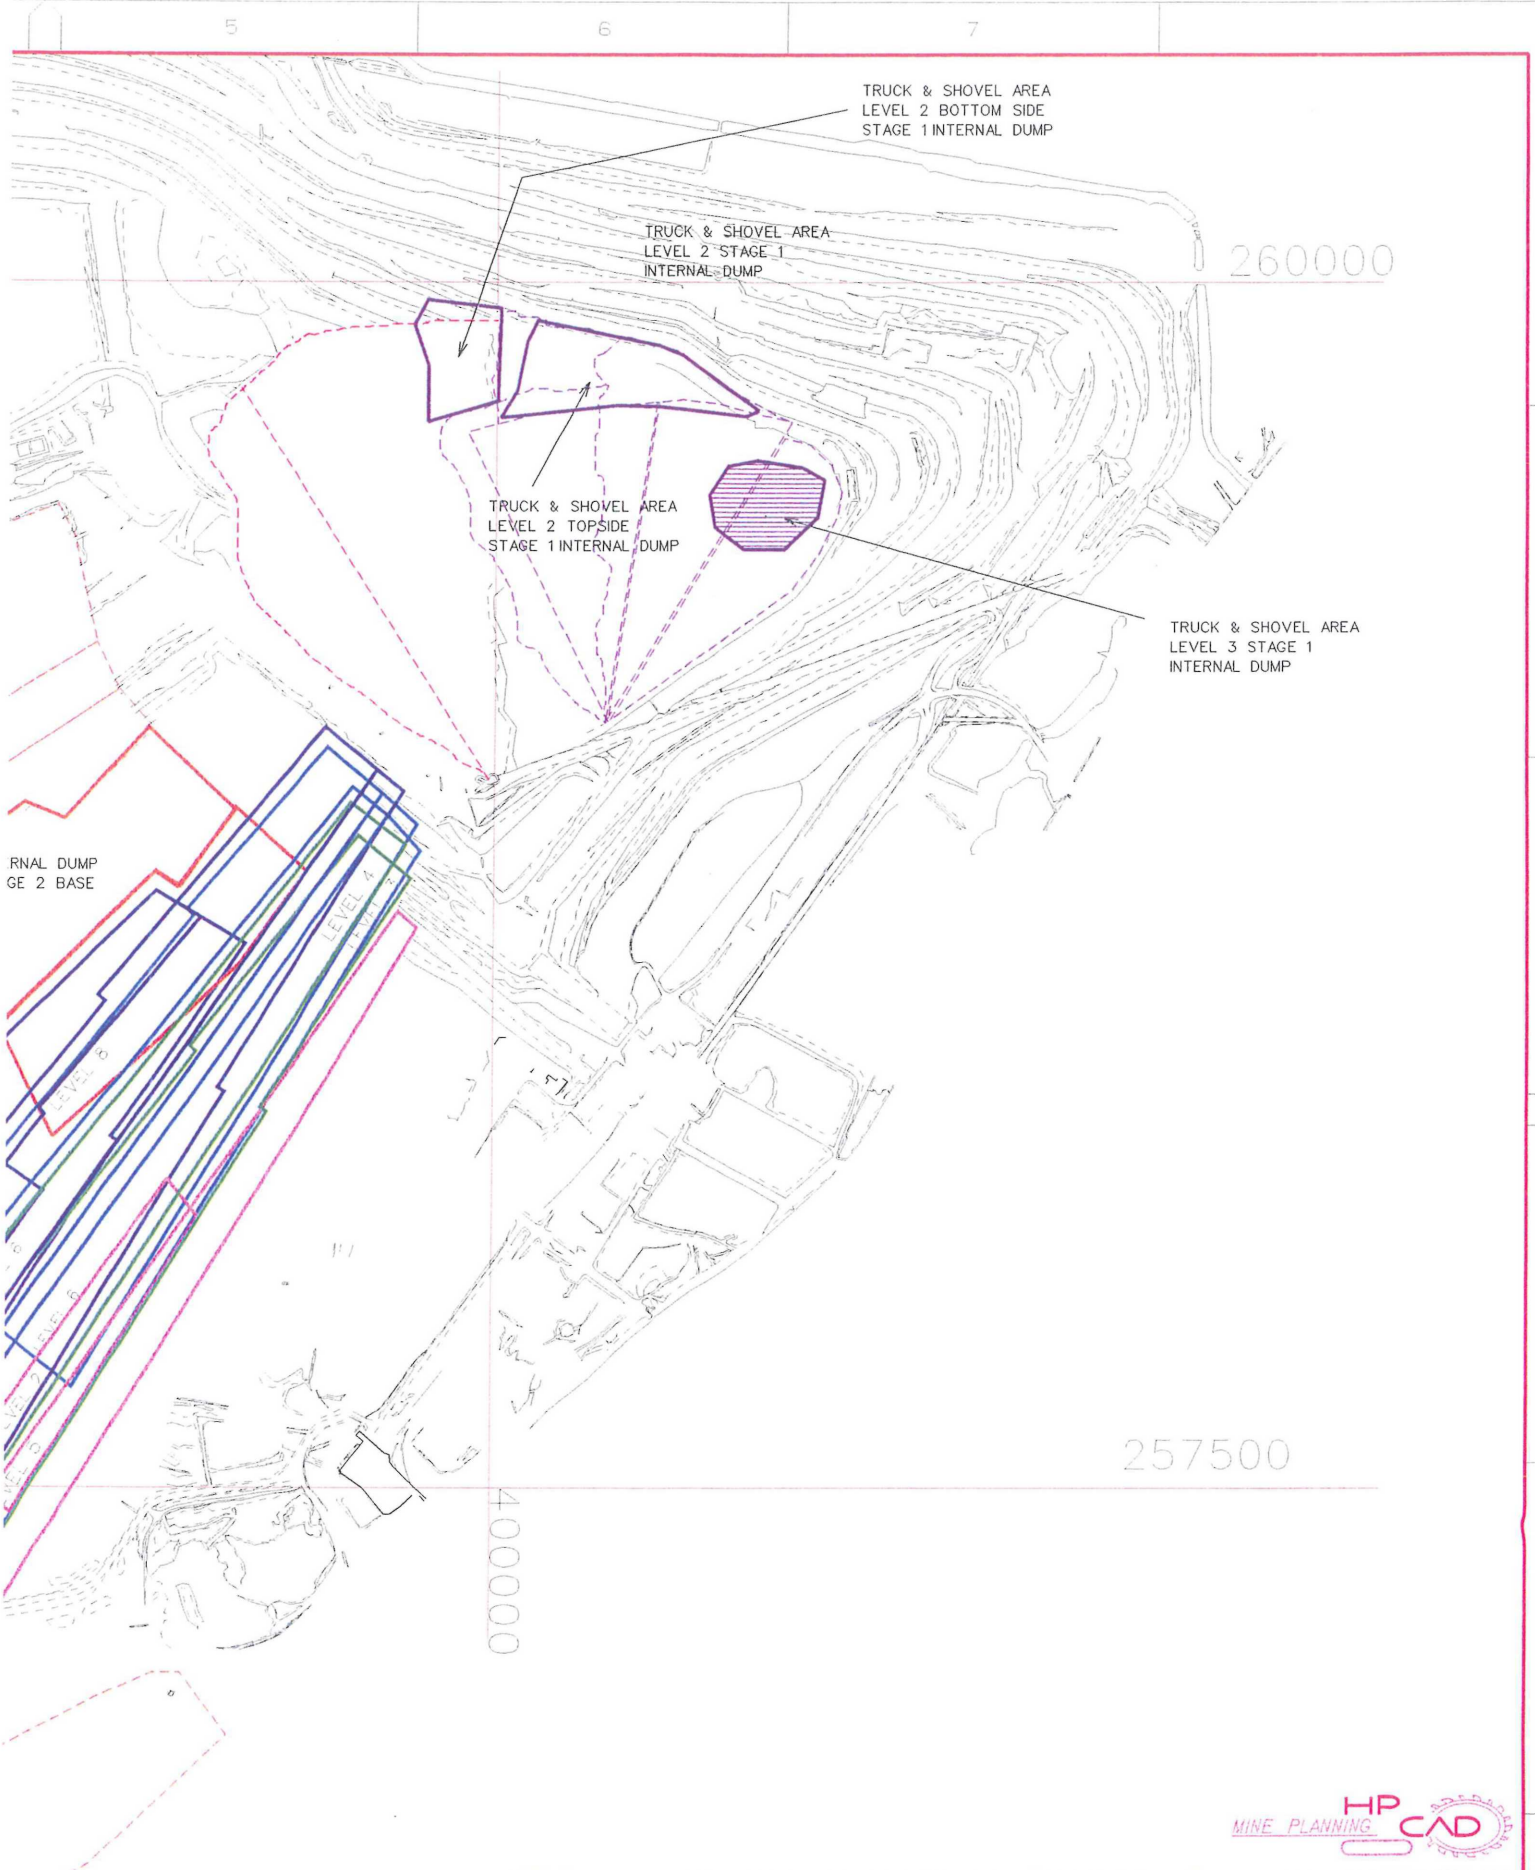 5
6
7
TRUCK & SHOVEL AREA
LEVEL 2 BOTTOM SIDE
STAGE 1 INTERNAL DUMP
TRUCK & SHOVEL AREA
LEVEL 2 STAGE 1
INTERNAL DUMP
260000
TRUCK & SHOVEL AREA
LEVEL 2 TOPSIDE
STAGE 1 INTERNAL DUMP
TRUCK & SHOVEL AREA
LEVEL 3 STAGE 1
INTERNAL DUMP
RNAL DUMP
GE 2 BASE
LEVEL 4
LEVEL 8
LEVEL 6
257500
400000
HP
MINE PLANNING
CAD